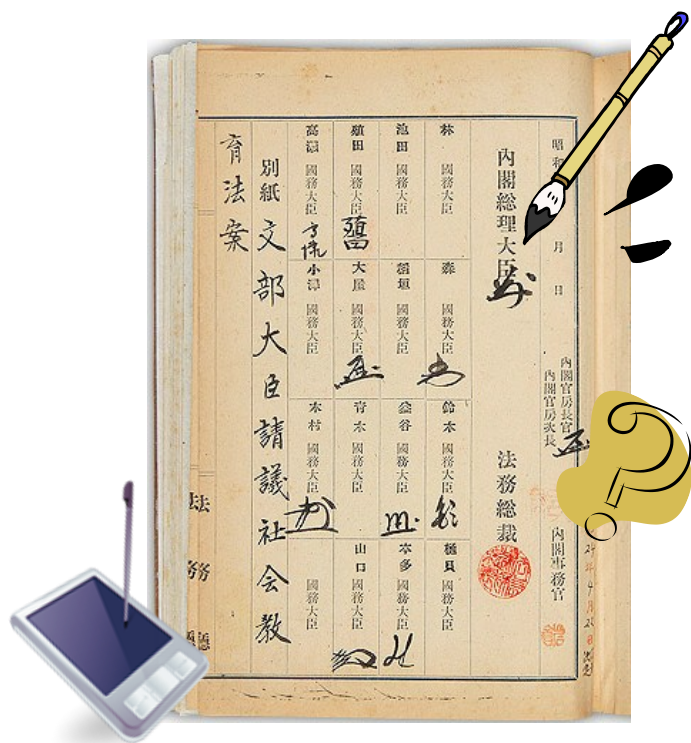 昭和 月 日
內閣官房長官
內閣官房次長
內閣事務官
內閣総理大臣 法務総裁
林 國務大臣 森 國務大臣 鈴木 國務大臣 樋貝 國務大臣
池田 國務大臣 稻垣 國務大臣 益谷 國務大臣 本多 國務大臣
殖田 國務大臣 大屋 國務大臣 青木 國務大臣 山口 國務大臣
高瀬 國務大臣 小澤 國務大臣 木村 國務大臣 國務大臣
別紙文部大臣請議社会教
育法案
?